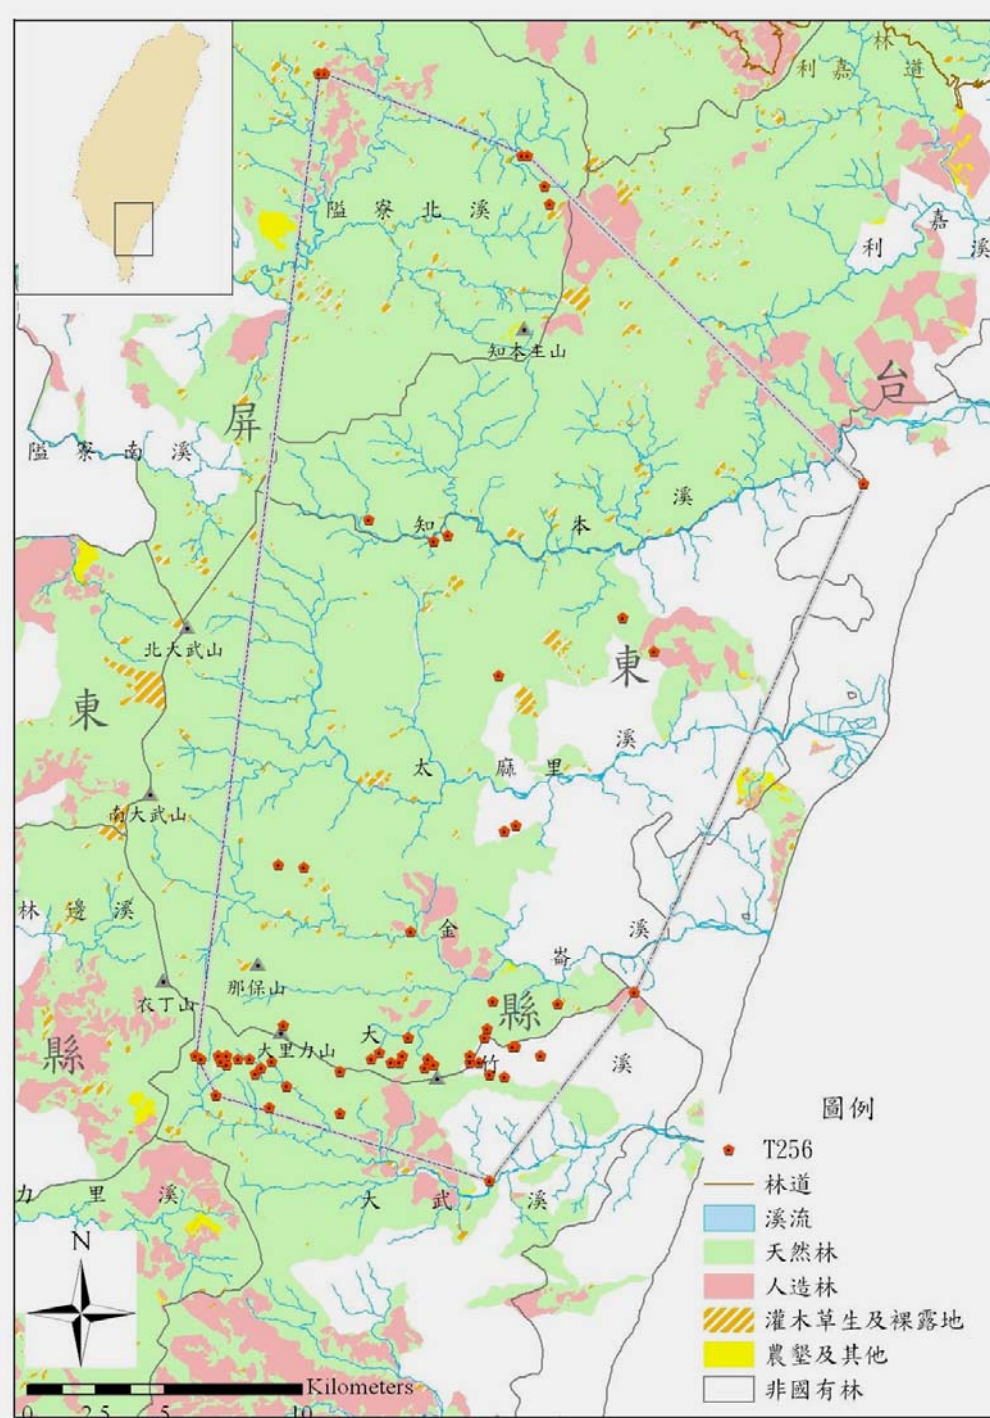 林
利嘉 道
隘寮北溪
嘉
利 溪
知本主山
台
屏
隘寮南溪
溪
知 本
北大武山
東
東
溪
太麻里
南大武山
林邊溪
金 溪
崙
那保山
衣丁山
縣
大
大里力山
縣
竹 溪
圖例
T256
林道
力里溪
大武溪
溪流
N
天然林
人造林
灌木草生及裸露地
農墾及其他
Kilometers
非國有林
0 2.5 5 10